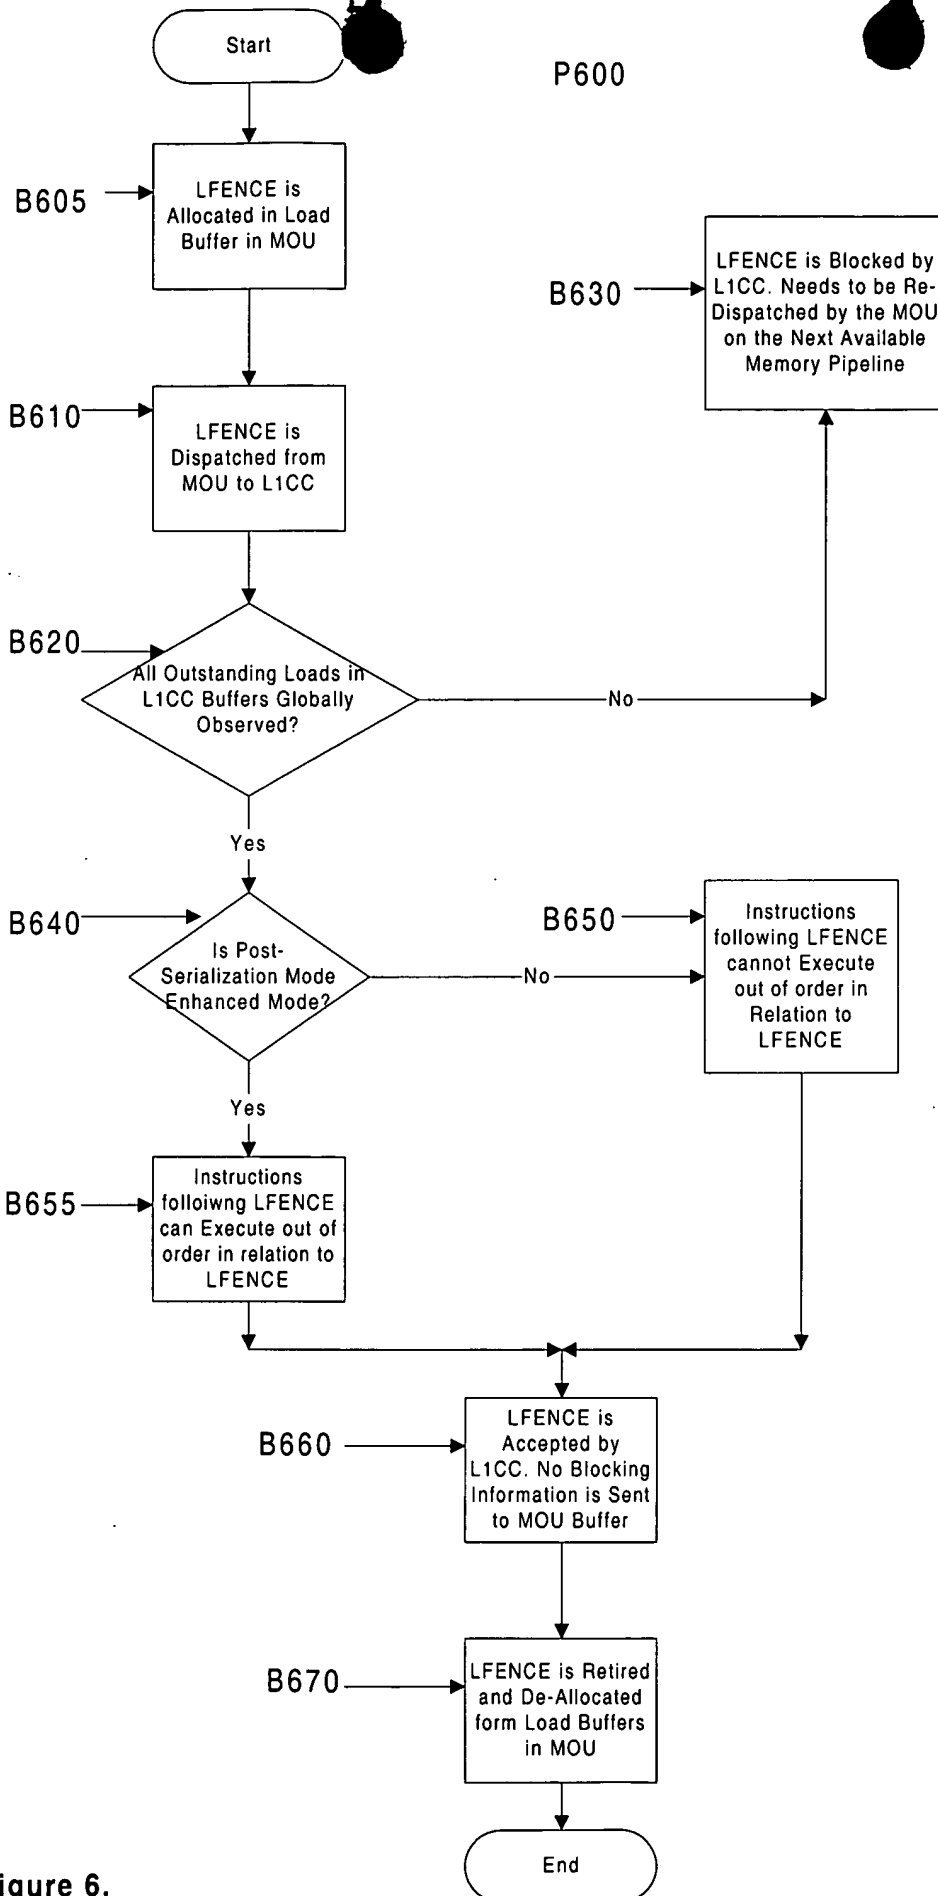 Start
P600
B605
LFENCE is
Allocated in Load
Buffer in MOU
B630
LFENCE is Blocked by
L1CC. Needs to be Re-
Dispatched by the MOU
on the Next Available
Memory Pipeline
B610
LFENCE is
Dispatched from
MOU to L1CC
B620
All Outstanding Loads in
L1CC Buffers Globally
Observed?
No
Yes
B640
Is Post-
Serialization Mode
Enhanced Mode?
No
B650
Instructions
following LFENCE
cannot Execute
out of order in
Relation to
LFENCE
Yes
B655
Instructions
folloiwng LFENCE
can Execute out of
order in relation to
LFENCE
B660
LFENCE is
Accepted by
L1CC. No Blocking
Information is Sent
to MOU Buffer
B670
LFENCE is Retired
and De-Allocated
form Load Buffers
in MOU
End
igure 6.